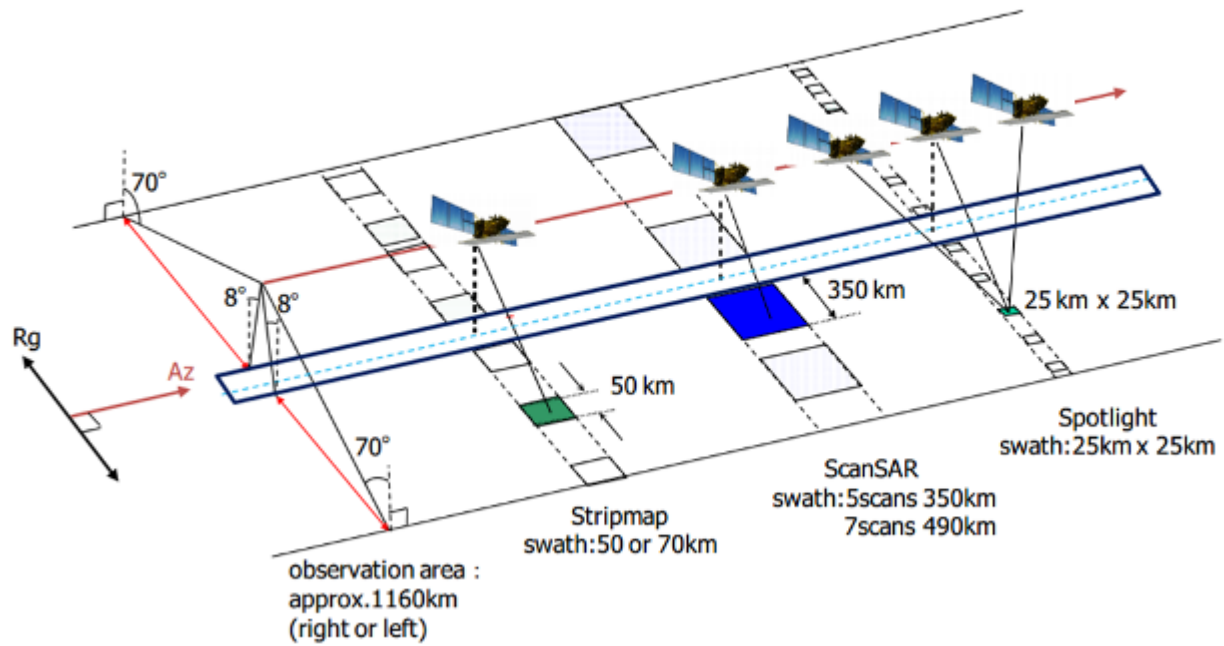 70°
8°
8°
Rg
Az
70°
50 km
350 km
25 km x 25km
Stripmap
swath:50 or 70km
ScanSAR
swath:5scans 350km
7scans 490km
Spotlight
swath:25km x 25km
observation area :
approx.1160km
(right or left)